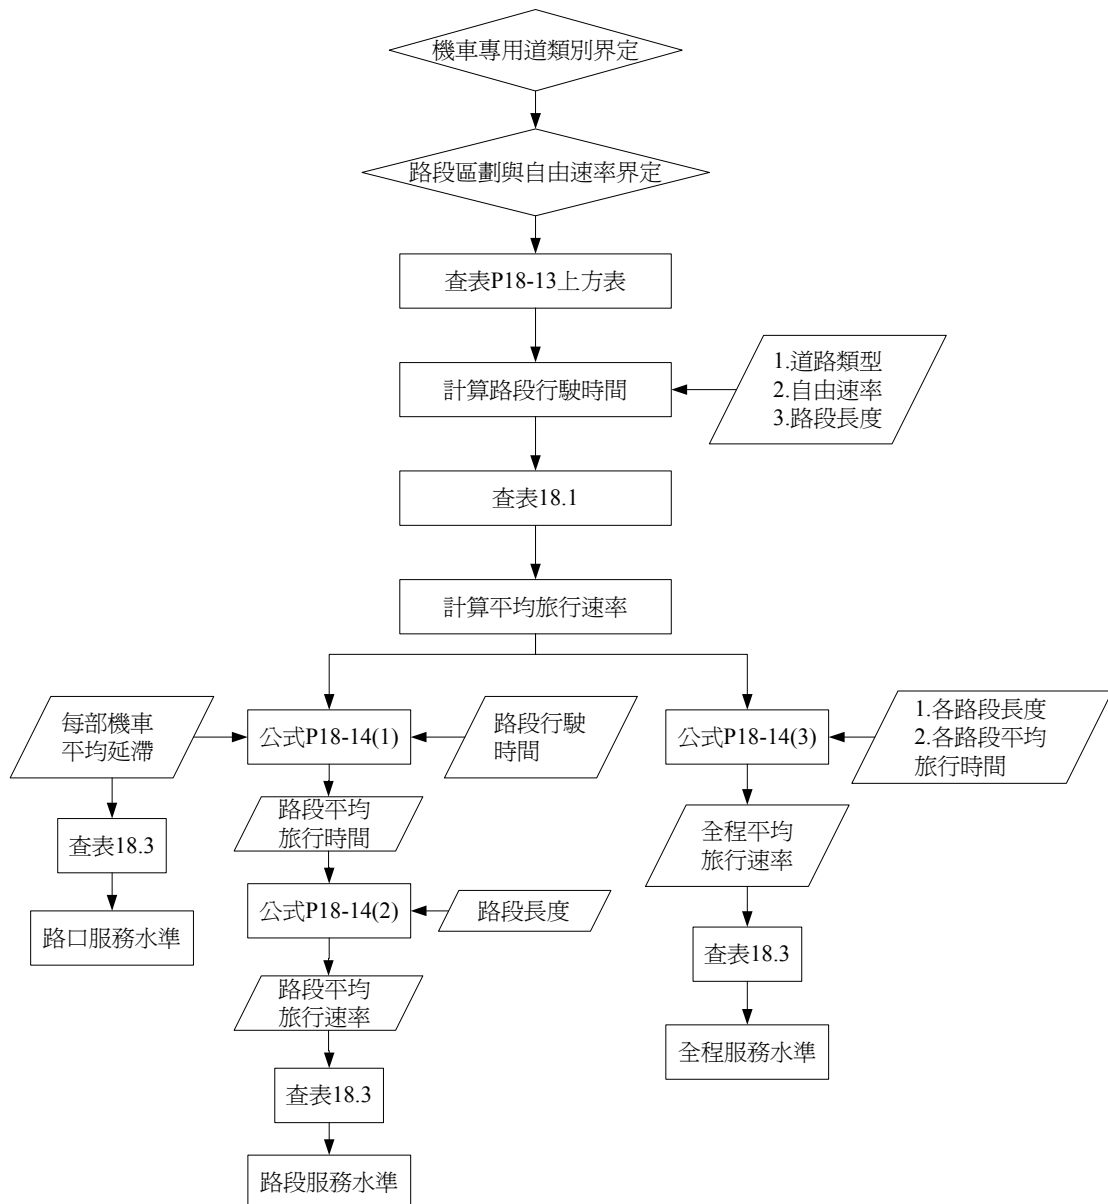 機車專用道類別界定
路段區劃與自由速率界定
查表P18-13上方表
計算路段行駛時間
1.道路類型
2.自由速率
3.路段長度
查表18.1
計算平均旅行速率
每部機車
平均延滯
公式P18-14(1)
路段行駛
時間
公式P18-14(3)
1.各路段長度
2.各路段平均
旅行時間
查表18.3
路口服務水準
路段平均
旅行時間
公式P18-14(2)
路段長度
路段平均
旅行速率
查表18.3
路段服務水準
全程平均
旅行速率
查表18.3
全程服務水準